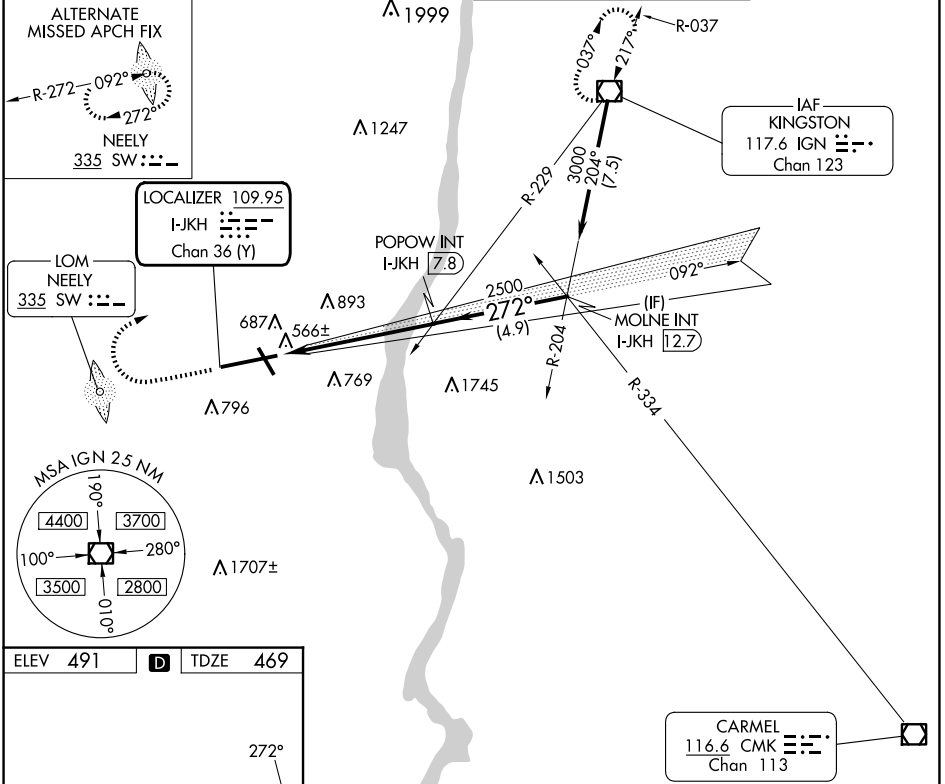 ALTERNATE
MISSED APCH FIX
R-272
092°
272°
NEELY
335 SW
1999
R-037
037°
217°
IAF
KINGSTON
117.6 IGN
Chan 123
1247
3000
204°
(7.5)
R-229
LOCALIZER 109.95
I-JKH
Chan 36 (Y)
POPOW INT
I-JKH 7.8
LOM
NEELY
335 SW
092°
893
2500
272°
(4.9)
(IF)
MOLNE INT
I-JKH 12.7
687
566±
R-204
769
1745
796
R-334
MSA IGN 25 NM
190°
4400
3700
100°
280°
3500
2800
010°
1503
1707±
ELEV 491
D
TDZE 469
272°
CARMEL
116.6 CMK
Chan 113